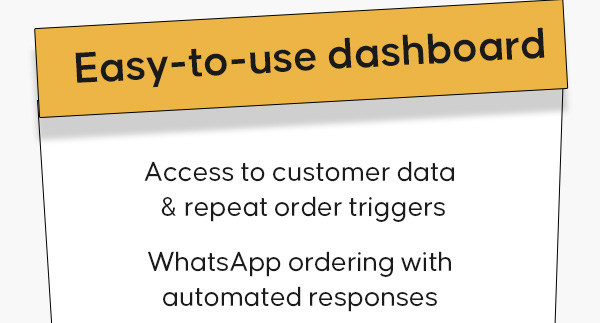 Easy-to-use dashboard
Access to customer data
& repeat order triggers
WhatsApp ordering with
automated responses